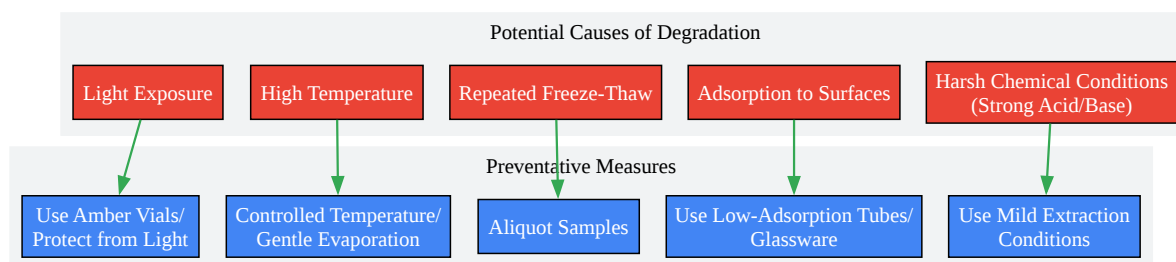 Potential Causes of Degradation
Light Exposure
High Temperature
Repeated Freeze-Thaw
Adsorption to Surfaces
Harsh Chemical Conditions
(Strong Acid/Base)
Preventative Measures
Use Amber Vials/
Protect from Light
Controlled Temperature/
Gentle Evaporation
Aliquot Samples
Use Low-Adsorption Tubes/
Glassware
Use Mild Extraction
Conditions